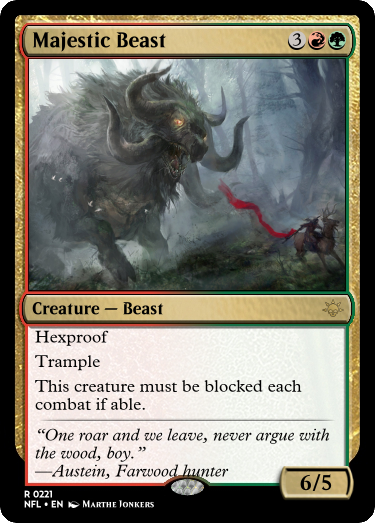 Majestic Beast 3
Creature — Beast
Hexproof
Trample
This creature must be blocked each
combat if able.
“One roar and we leave, never argue with
the wood, boy.”
—Austein, Farwood hunter
6/5
R 0221
NFL • EN Marthe Jonkers